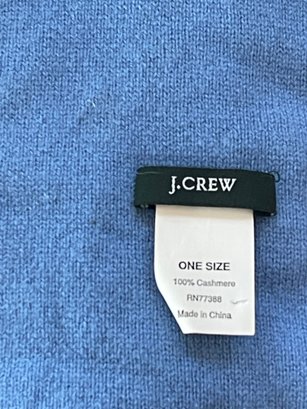 J.CREW
ONE SIZE
100% Cashmere
RN77388
Made in China